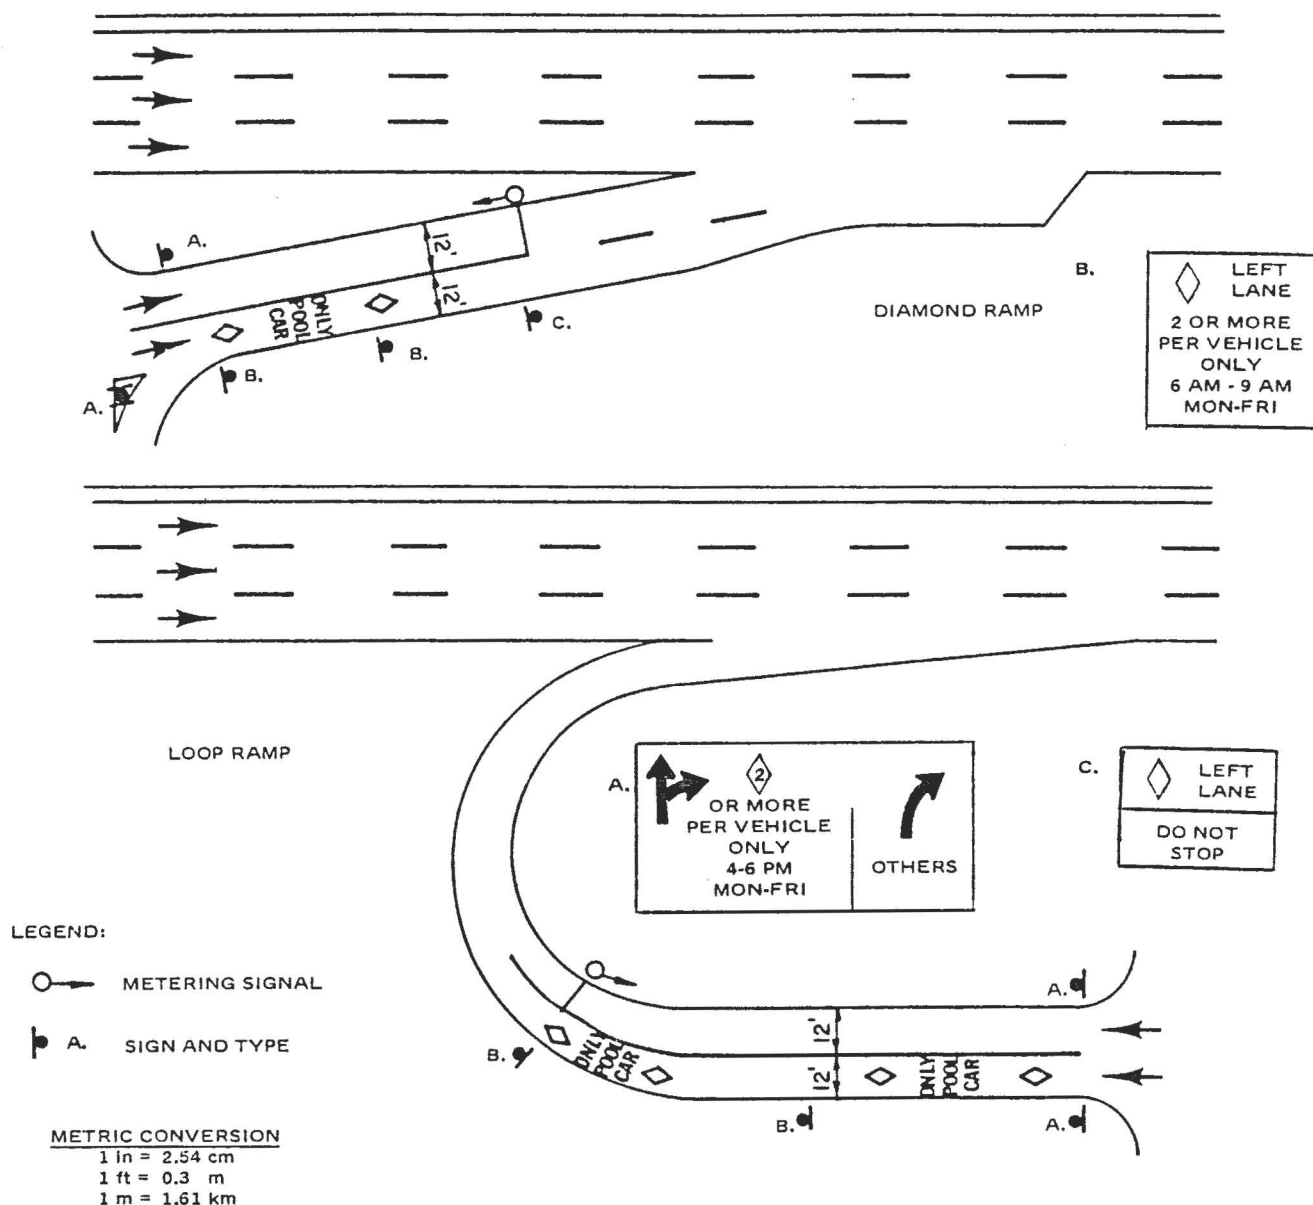 A.
12'
12'
ONLY
POOL
CAR
C.
B.
B.
A.
DIAMOND RAMP
B.
LEFT
LANE
2 OR MORE
PER VEHICLE
ONLY
6 AM - 9 AM
MON-FRI
LOOP RAMP
A.
2
OR MORE
PER VEHICLE
ONLY
4-6 PM
MON-FRI
OTHERS
C.
LEFT
LANE
DO NOT
STOP
LEGEND:
METERING SIGNAL
A. SIGN AND TYPE
B.
ONLY
POOL
CAR
12'
12'
ONLY
POOL
CAR
A.
B.
A.
METRIC CONVERSION
1 in = 2.54 cm
1 ft = 0.3 m
1 m = 1.61 km